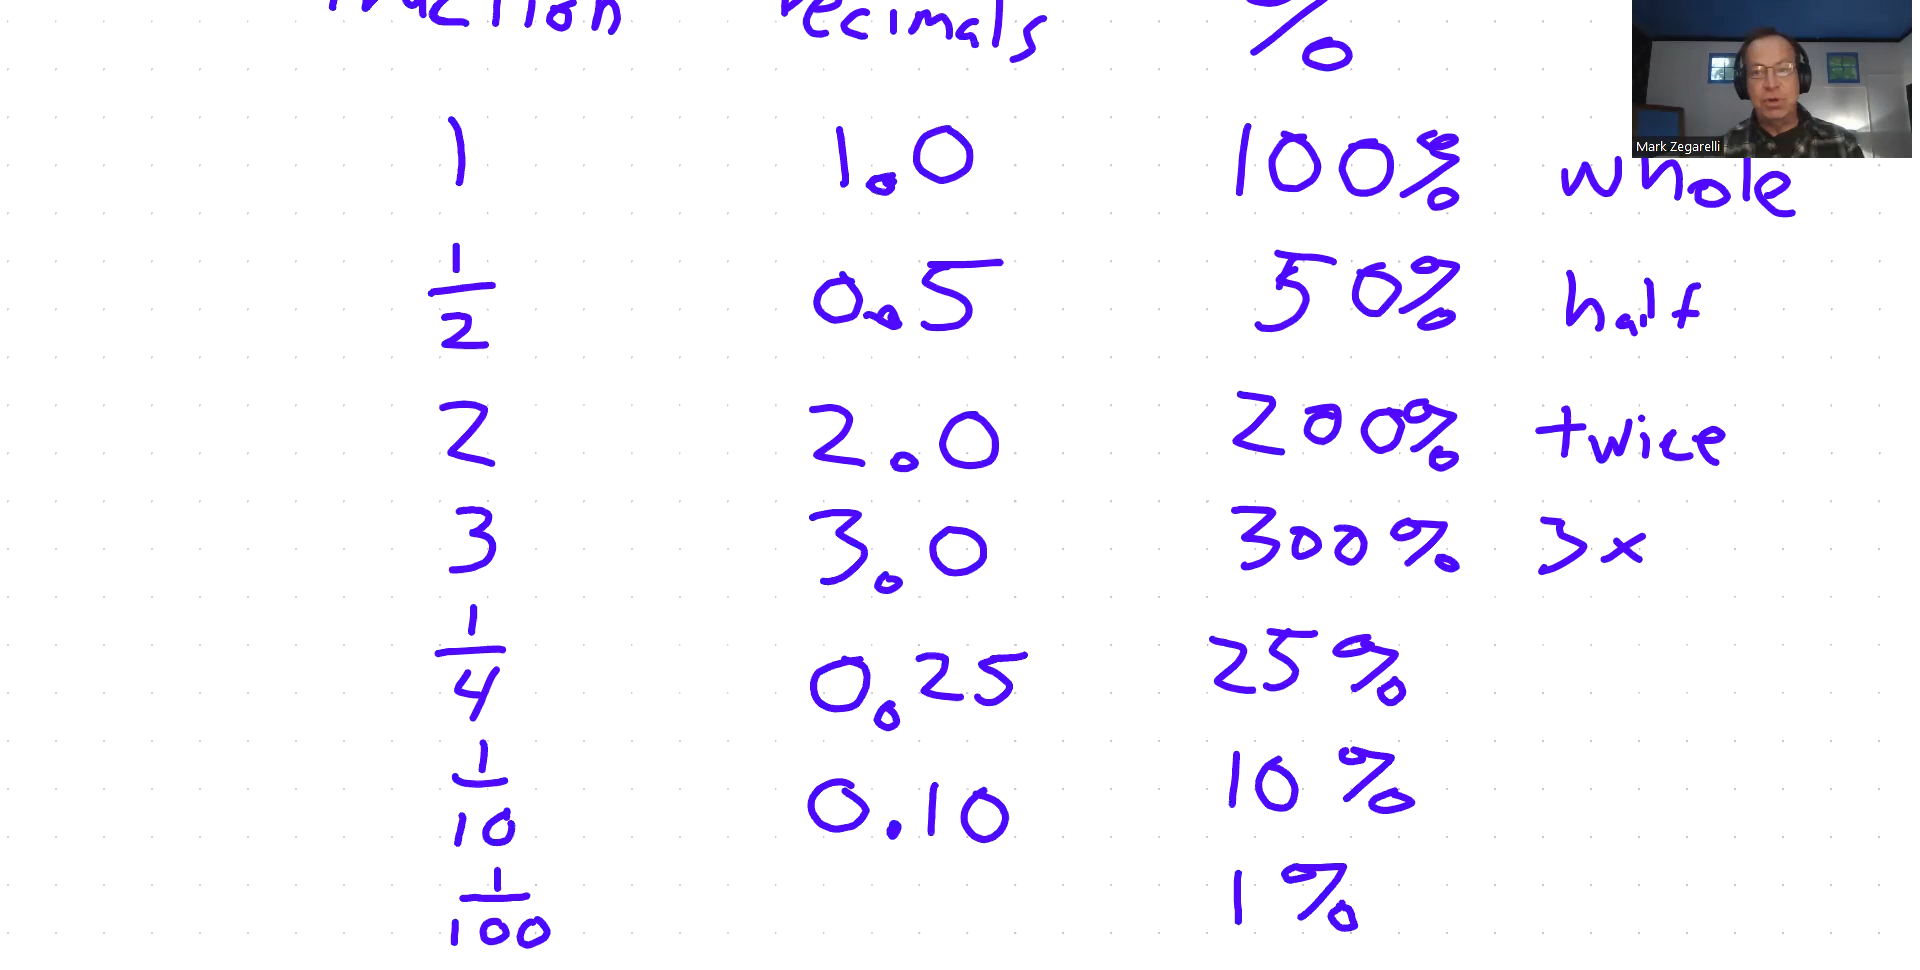 fraction decimals %
Mark Zegarelli
1 1.0 100% whole
1/2 0.5 50% half
2 2.0 200% twice
3 3.0 300% 3x
1/4 0.25 25%
1/10 0.10 10%
1/100 1%